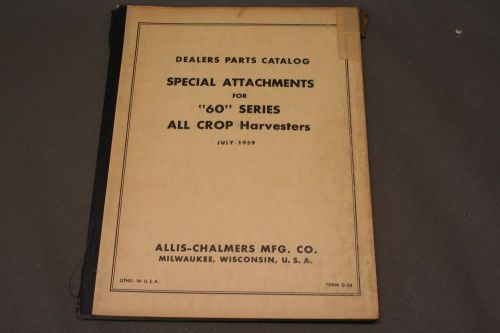 DEALERS PARTS CATALOG
SPECIAL ATTACHMENTS
FOR
"60" SERIES
ALL CROP Harvesters
JULY 1959
ALLIS-CHALMERS MFG. CO.
MILWAUKEE, WISCONSIN, U. S. A.
LITHO. IN U. S. A.
FORM D-28